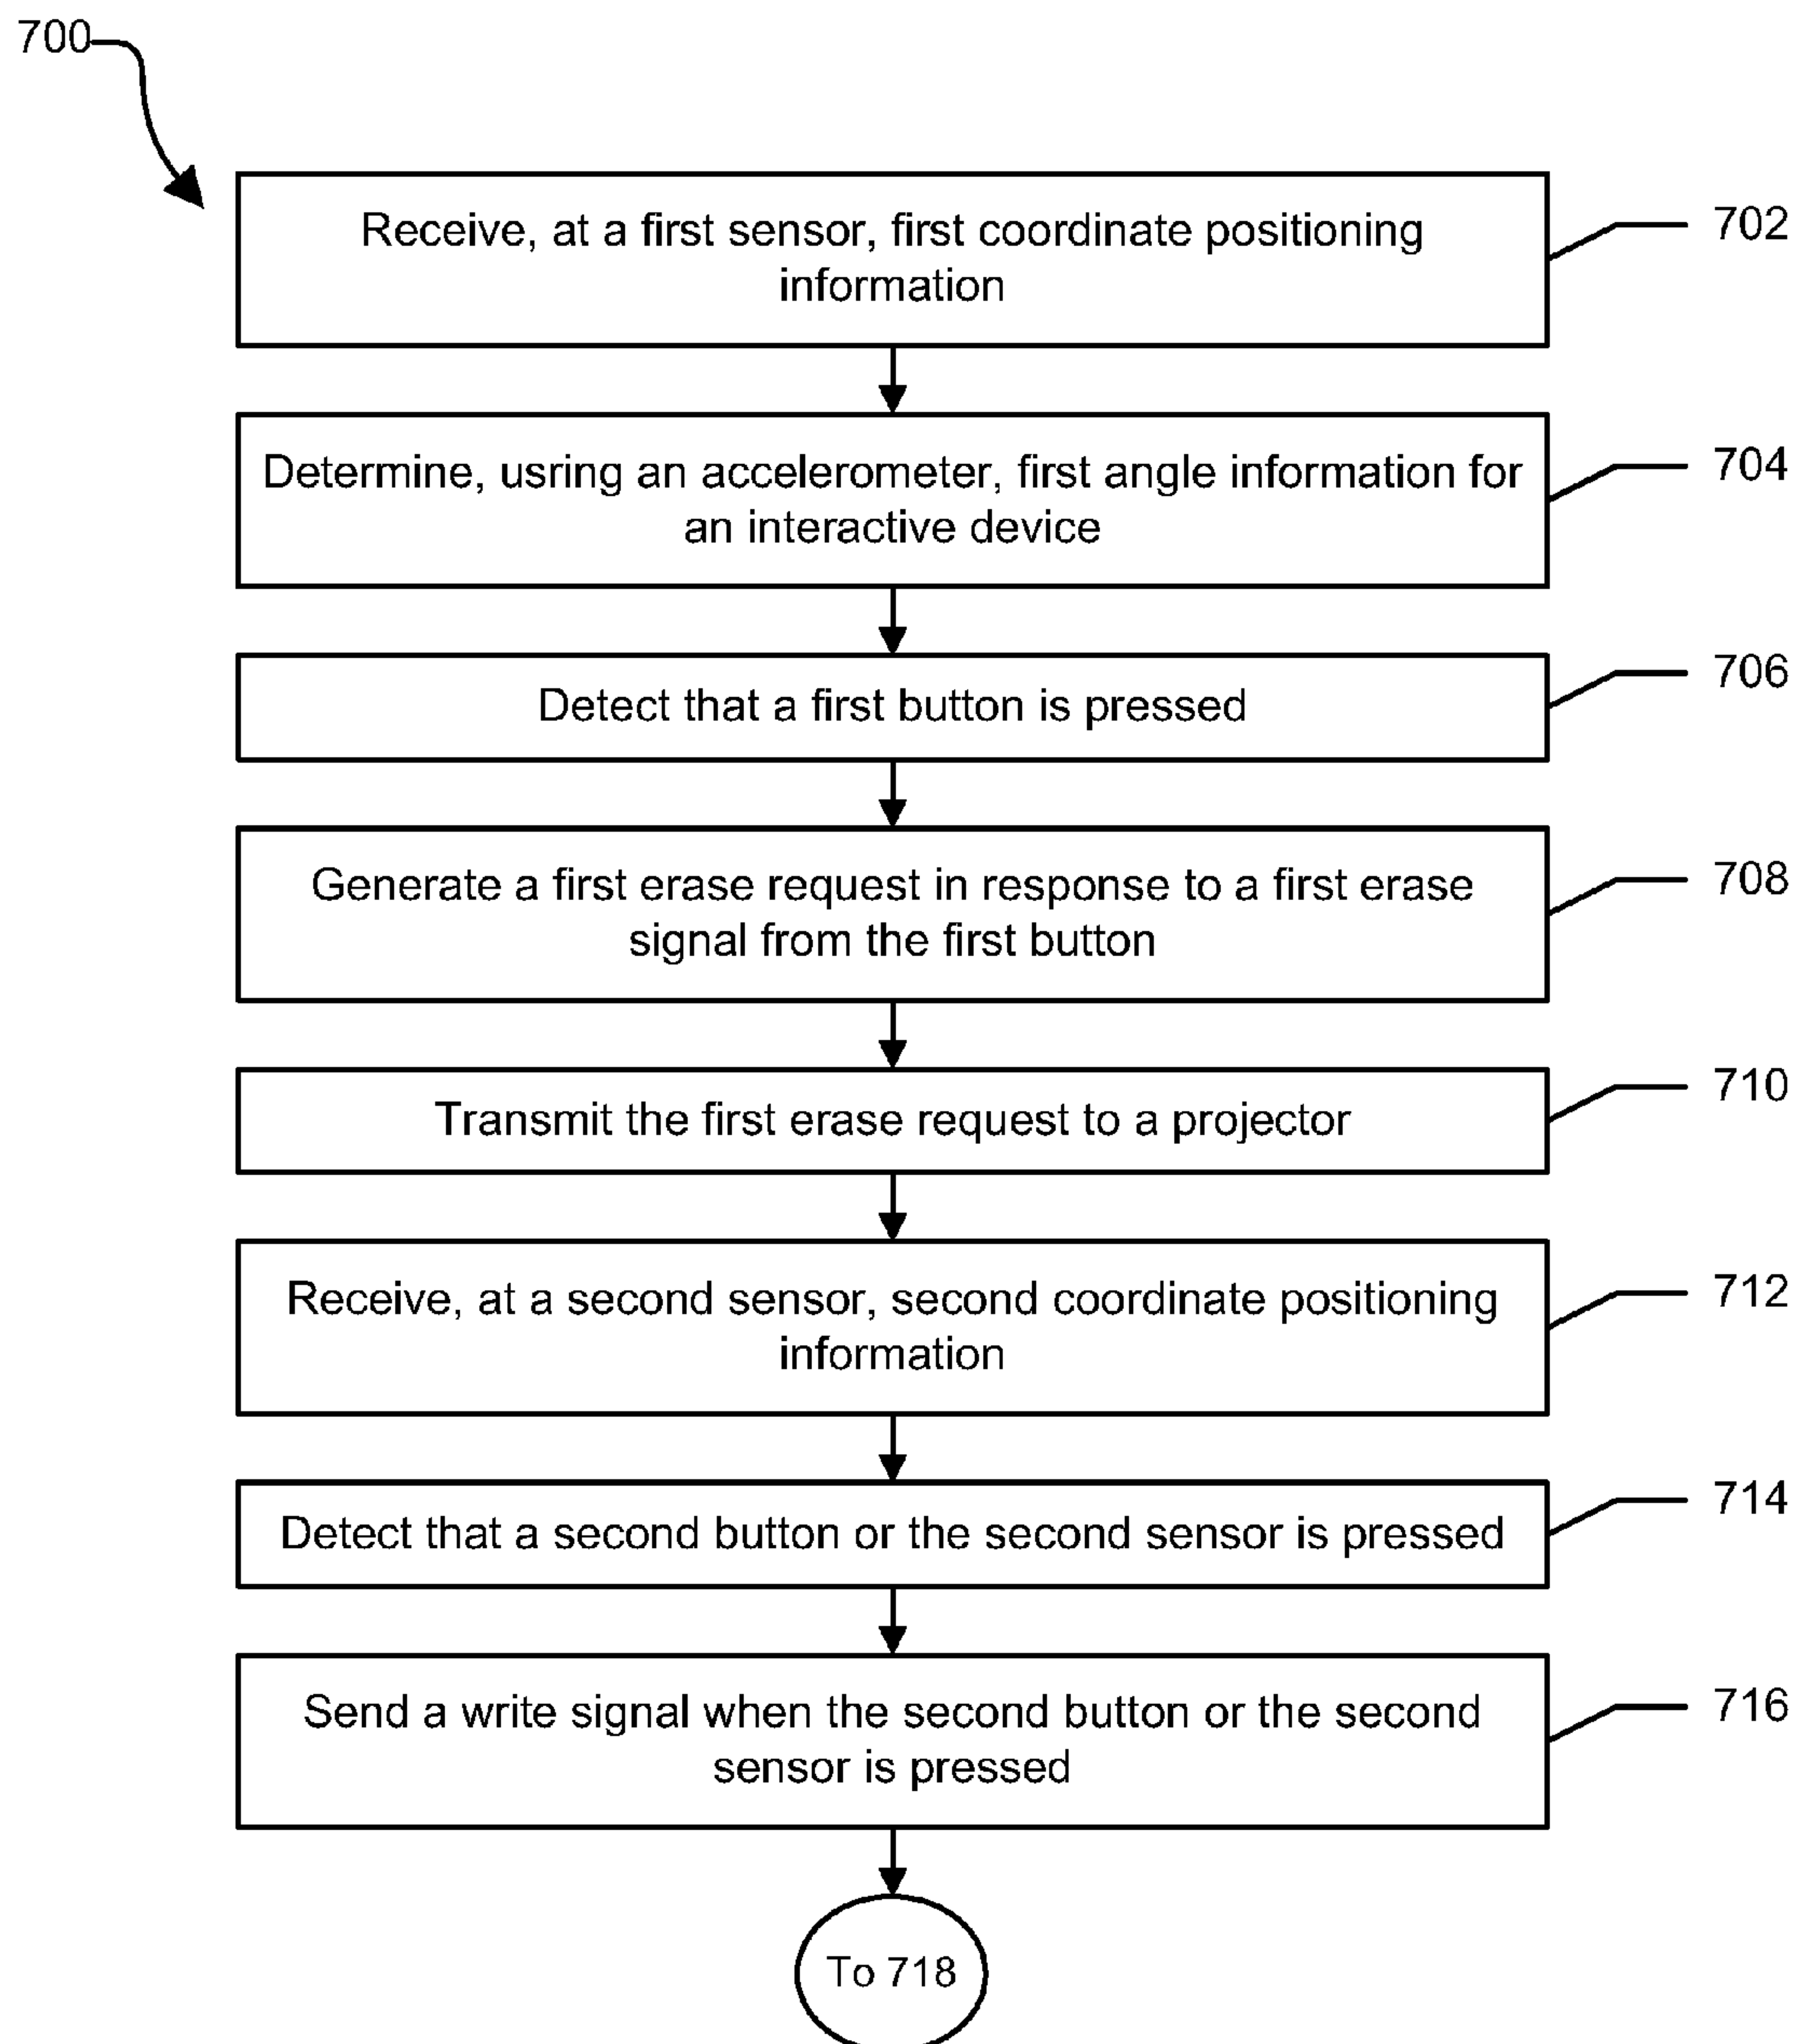 700
Receive, at a first sensor, first coordinate positioning
information
702
Determine, usring an accelerometer, first angle information for
an interactive device
704
Detect that a first button is pressed
706
Generate a first erase request in response to a first erase
signal from the first button
708
Transmit the first erase request to a projector
710
Receive, at a second sensor, second coordinate positioning
information
712
Detect that a second button or the second sensor is pressed
714
Send a write signal when the second button or the second
sensor is pressed
716
To 718